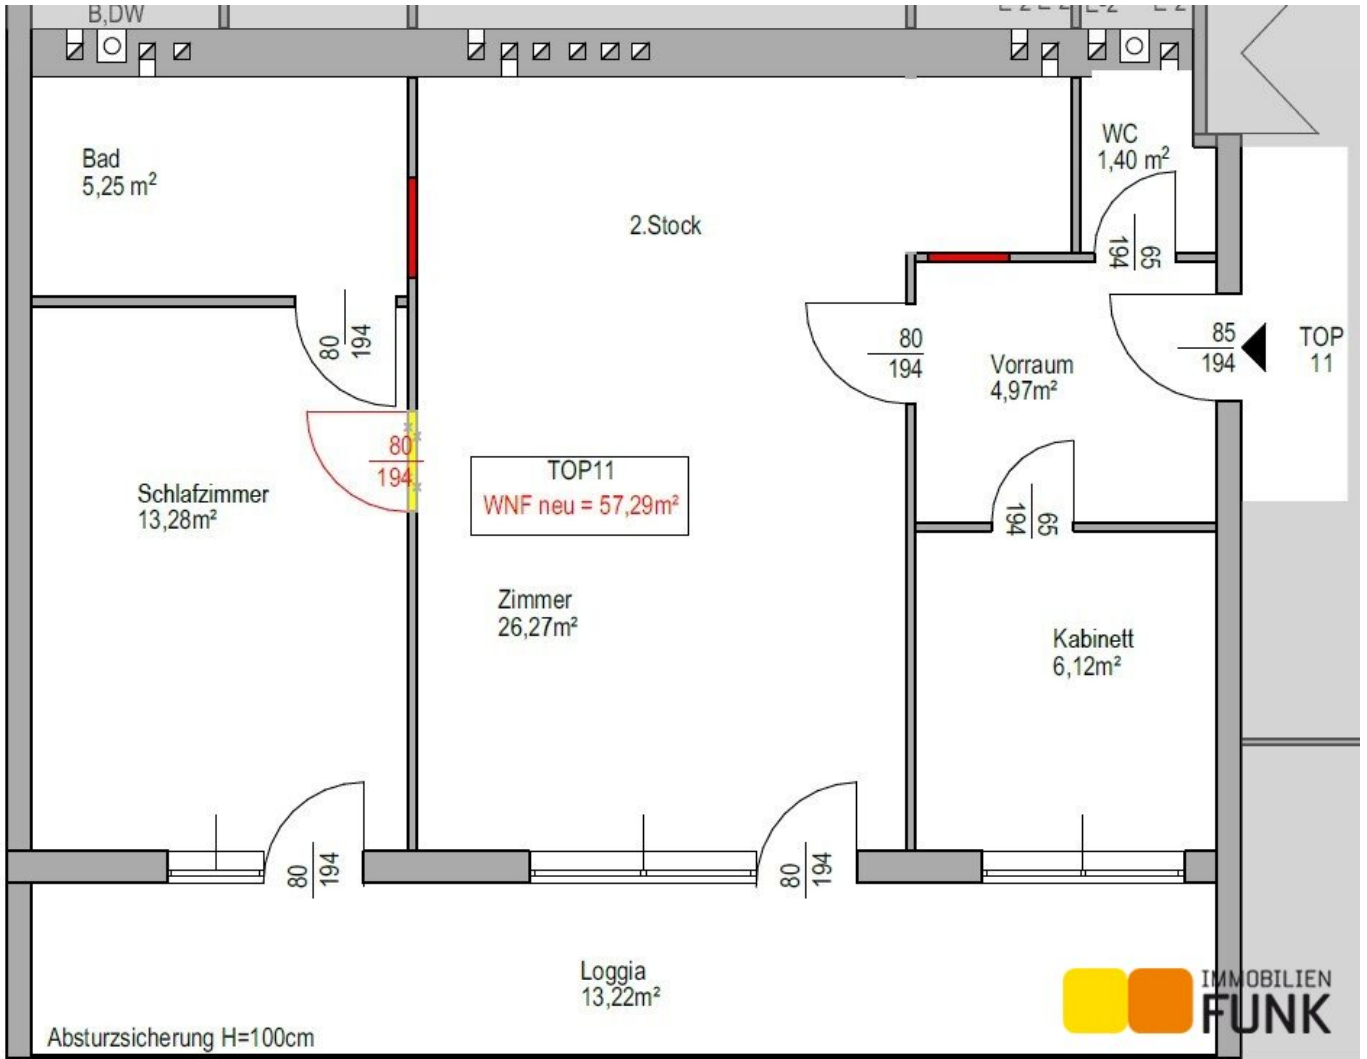 B,DW
E-2
Bad
5,25 m²
WC
1,40 m²
2.Stock
194
65
80
194
80
194
85
194
TOP
11
Vorraum
4,97m²
80
194
Schlafzimmer
13,28m²
TOP11
WNF neu = 57,29m²
194
65
Zimmer
26,27m²
Kabinett
6,12m²
80
194
80
194
Loggia
13,22m²
IMMOBILIEN
FUNK
Absturzsicherung H=100cm